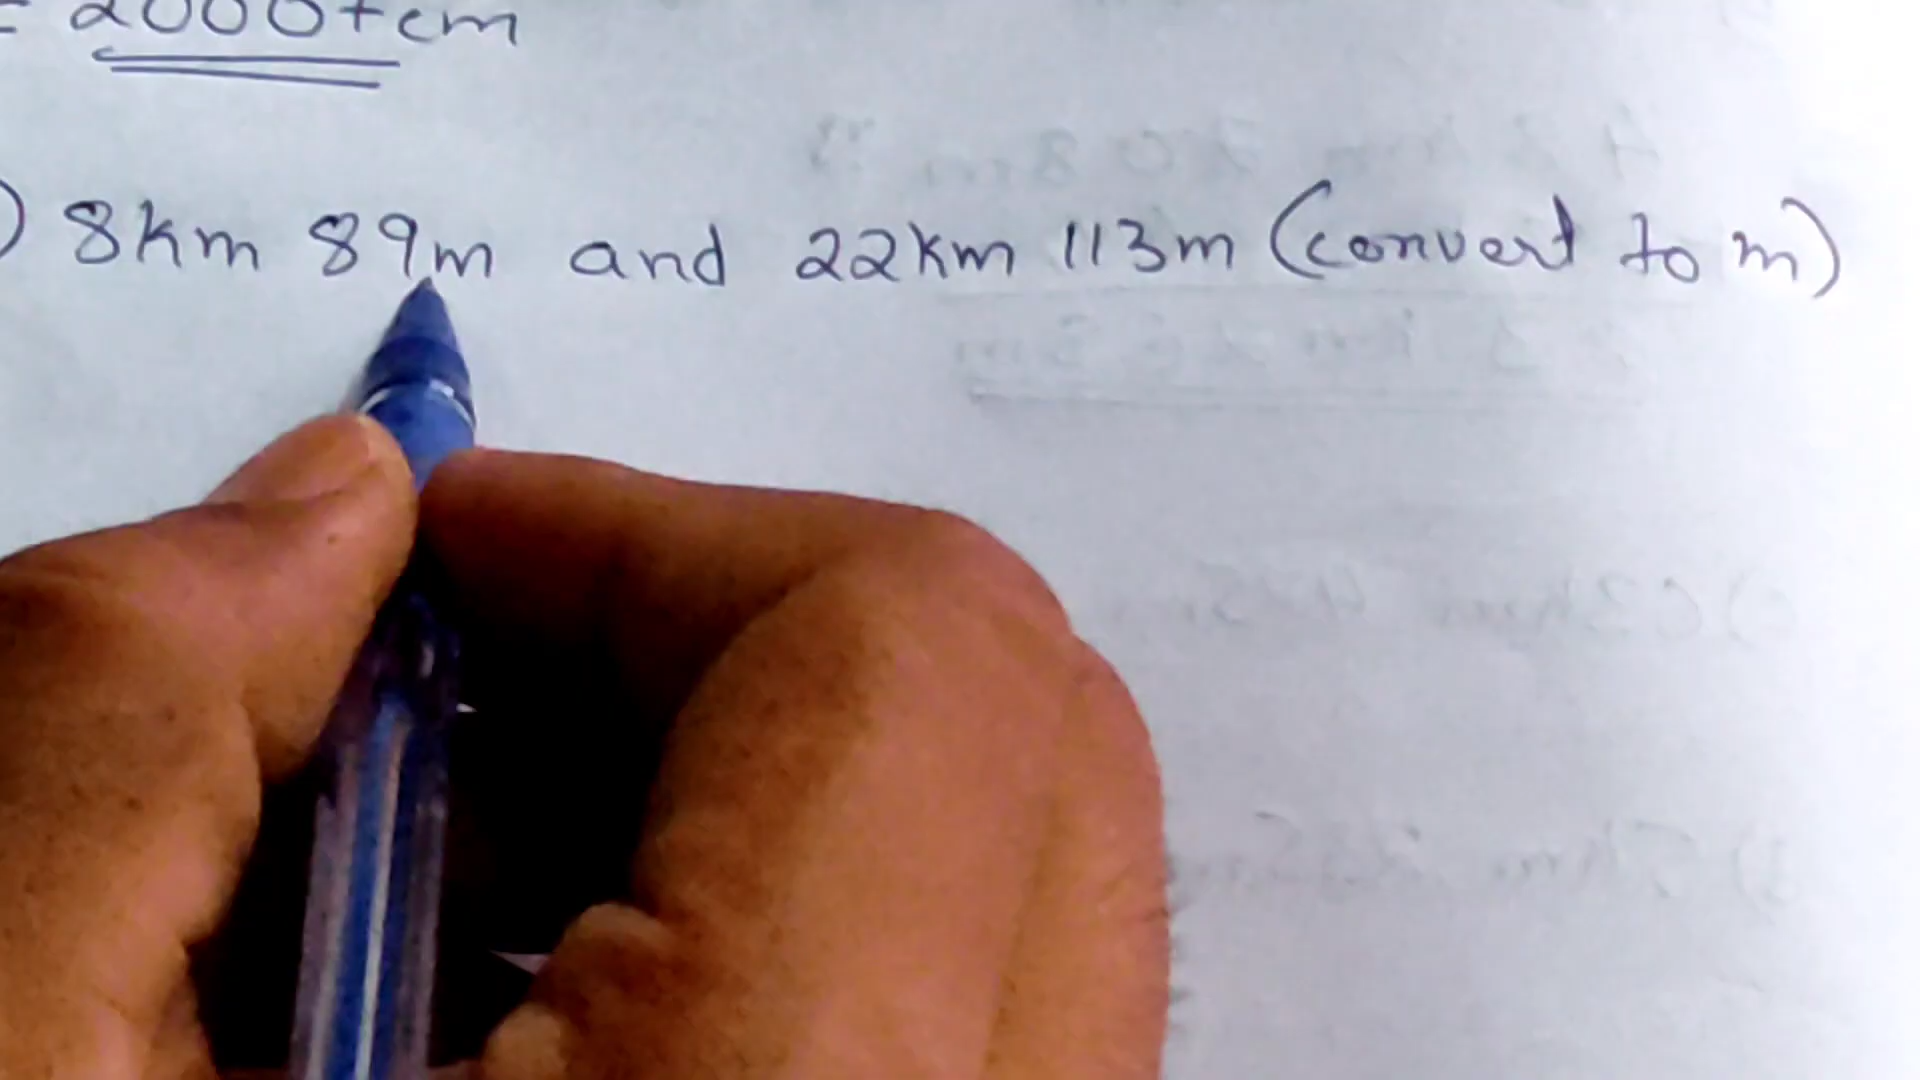 = 2000+cm
) 8km 89m and 22km 113m (convert to m)